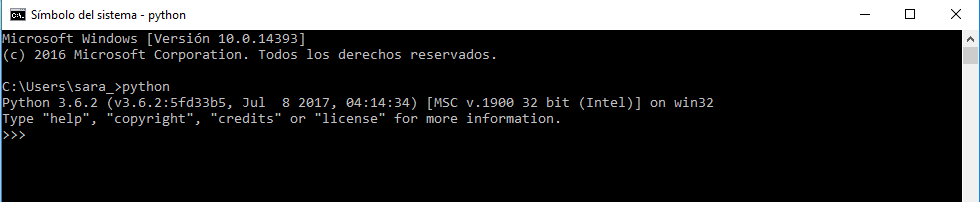 Símbolo del sistema - python
Microsoft Windows [Versión 10.0.14393]
(c) 2016 Microsoft Corporation. Todos los derechos reservados.
C:\Users\sara_>python
Python 3.6.2 (v3.6.2:5fd33b5, Jul  8 2017, 04:14:34) [MSC v.1900 32 bit (Intel)] on win32
Type "help", "copyright", "credits" or "license" for more information.
>>>